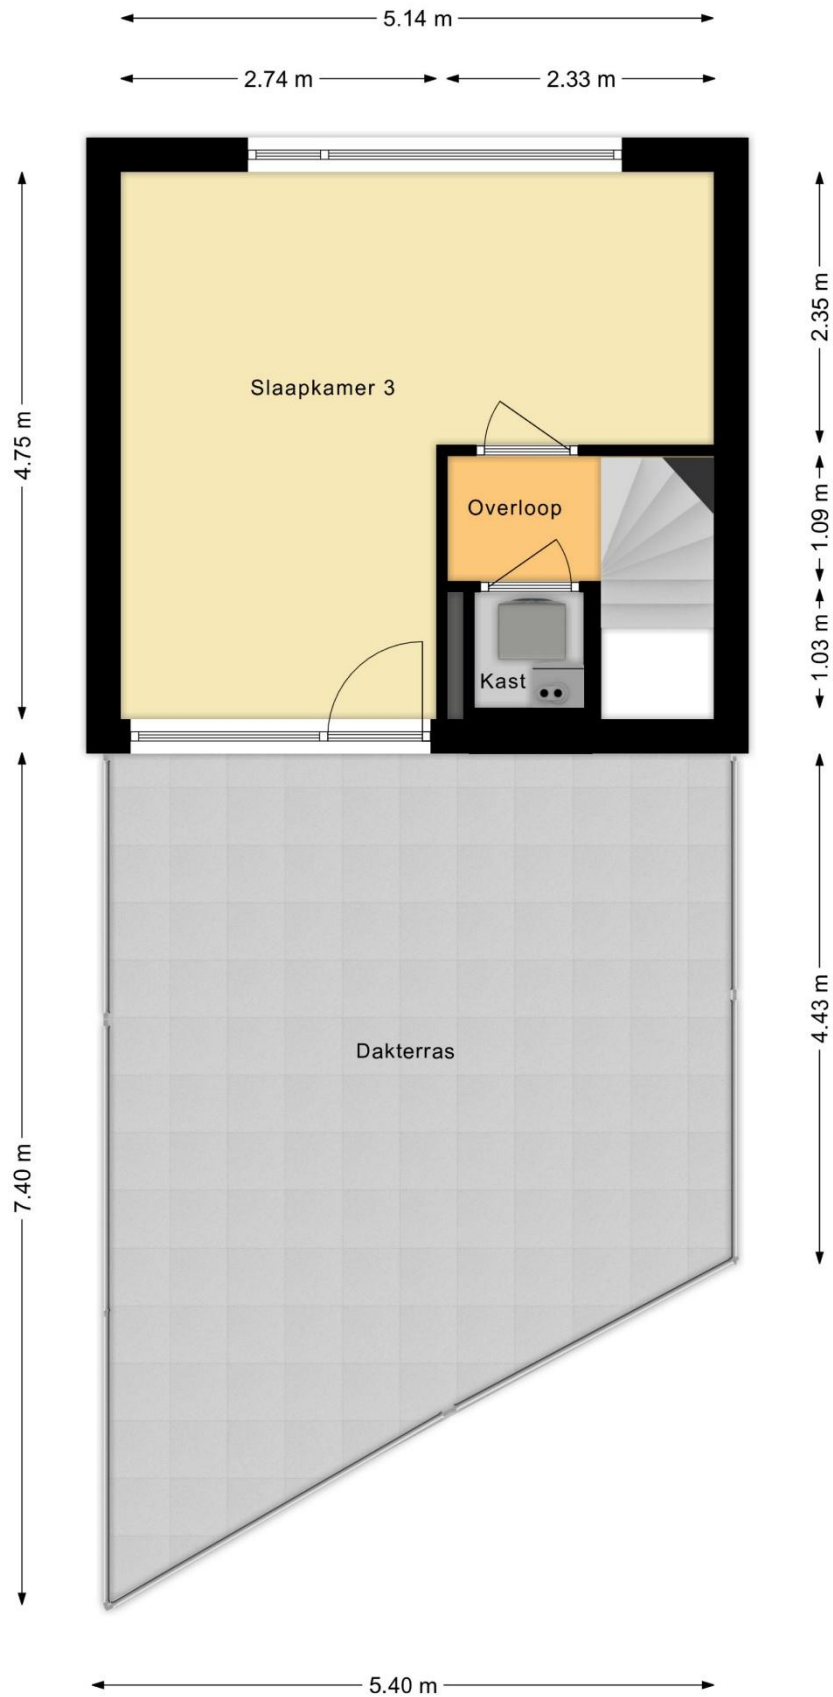 5.14 m
2.74 m
2.33 m
4.75 m
2.35 m
Slaapkamer 3
Overloop
1.09 m
1.03 m
Kast
7.40 m
4.43 m
Dakterras
5.40 m